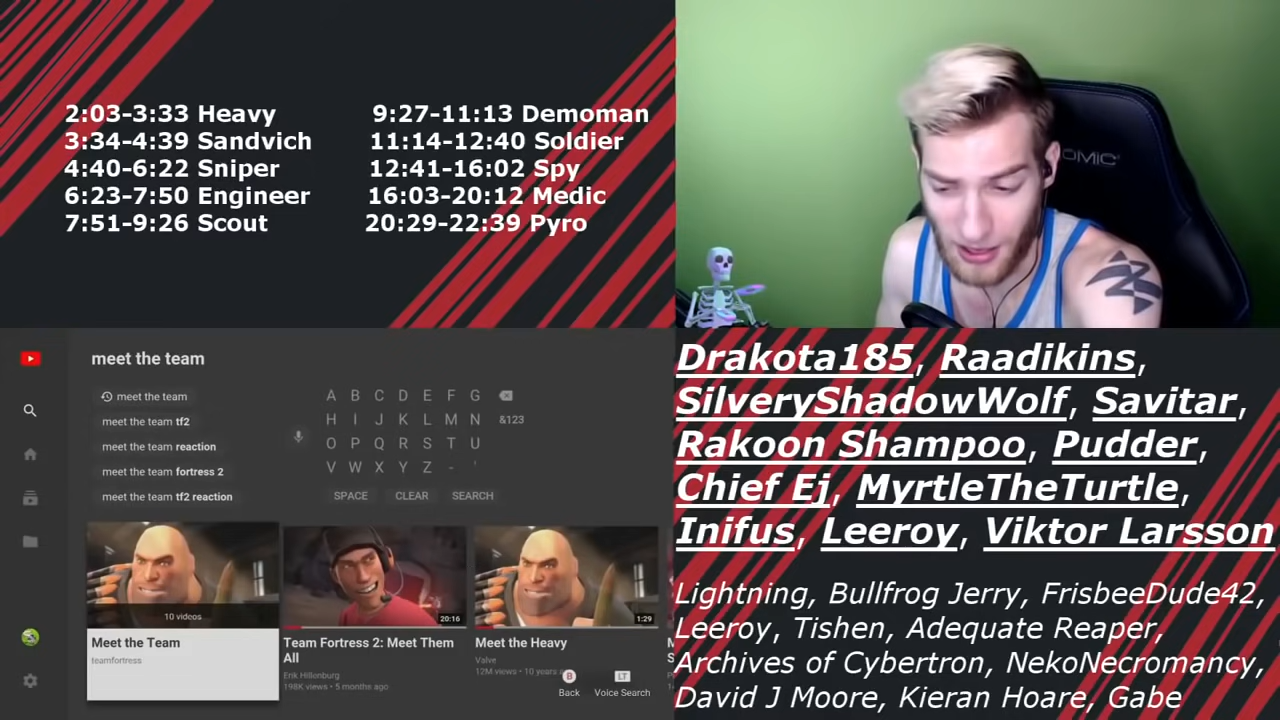 2:03-3:33 Heavy
3:34-4:39 Sandvich
4:40-6:22 Sniper
6:23-7:50 Engineer
7:51-9:26 Scout
9:27-11:13 Demoman
11:14-12:40 Soldier
12:41-16:02 Spy
16:03-20:12 Medic
20:29-22:39 Pyro
OMIC
meet the team
meet the team
meet the team tf2
meet the team reaction
meet the team fortress 2
meet the team tf2 reaction
A B C D E F G
H I J K L M N &123
O P Q R S T U
V W X Y Z - '
SPACE CLEAR SEARCH
10 videos
Meet the Team
teamfortress
20:16
Team Fortress 2: Meet Them
All
Erik Hillenburg
198K views • 5 months ago
1:29
Meet the Heavy
Valve
12M views • 10 years
B
Back
LT
Voice Search
Drakota185, Raadikins,
SilveryShadowWolf, Savitar,
Rakoon Shampoo, Pudder,
Chief Ej, MyrtleTheTurtle,
Inifus, Leeroy, Viktor Larsson
Lightning, Bullfrog Jerry, FrisbeeDude42,
Leeroy, Tishen, Adequate Reaper,
Archives of Cybertron, NekoNecromancy,
David J Moore, Kieran Hoare, Gabe